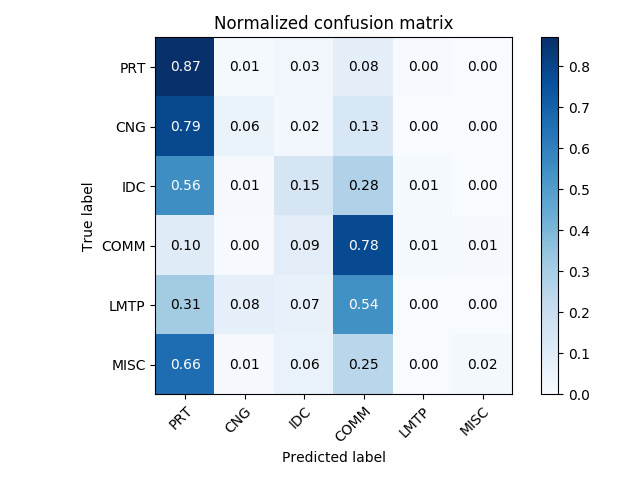 Normalized confusion matrix
PRT 0.87 0.01 0.03 0.08 0.00 0.00
CNG 0.79 0.06 0.02 0.13 0.00 0.00
IDC 0.56 0.01 0.15 0.28 0.01 0.00
COMM 0.10 0.00 0.09 0.78 0.01 0.01
LMTP 0.31 0.08 0.07 0.54 0.00 0.00
MISC 0.66 0.01 0.06 0.25 0.00 0.02
True label
PRT CNG IDC COMM LMTP MISC
Predicted label
0.8
0.7
0.6
0.5
0.4
0.3
0.2
0.1
0.0